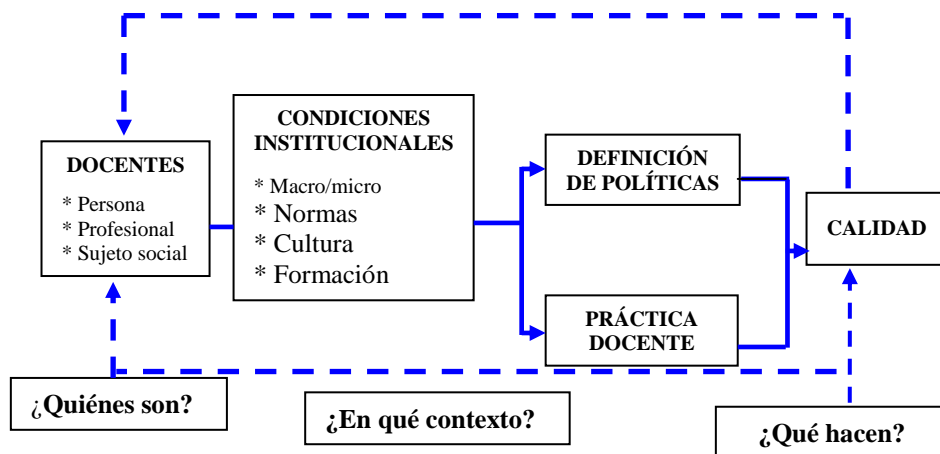 CONDICIONES
INSTITUCIONALES
* Macro/micro
* Normas
* Cultura
* Formación
DOCENTES
* Persona
* Profesional
* Sujeto social
DEFINICIÓN
DE POLÍTICAS
PRÁCTICA
DOCENTE
CALIDAD
¿Quiénes son?
¿En qué contexto?
¿Qué hacen?